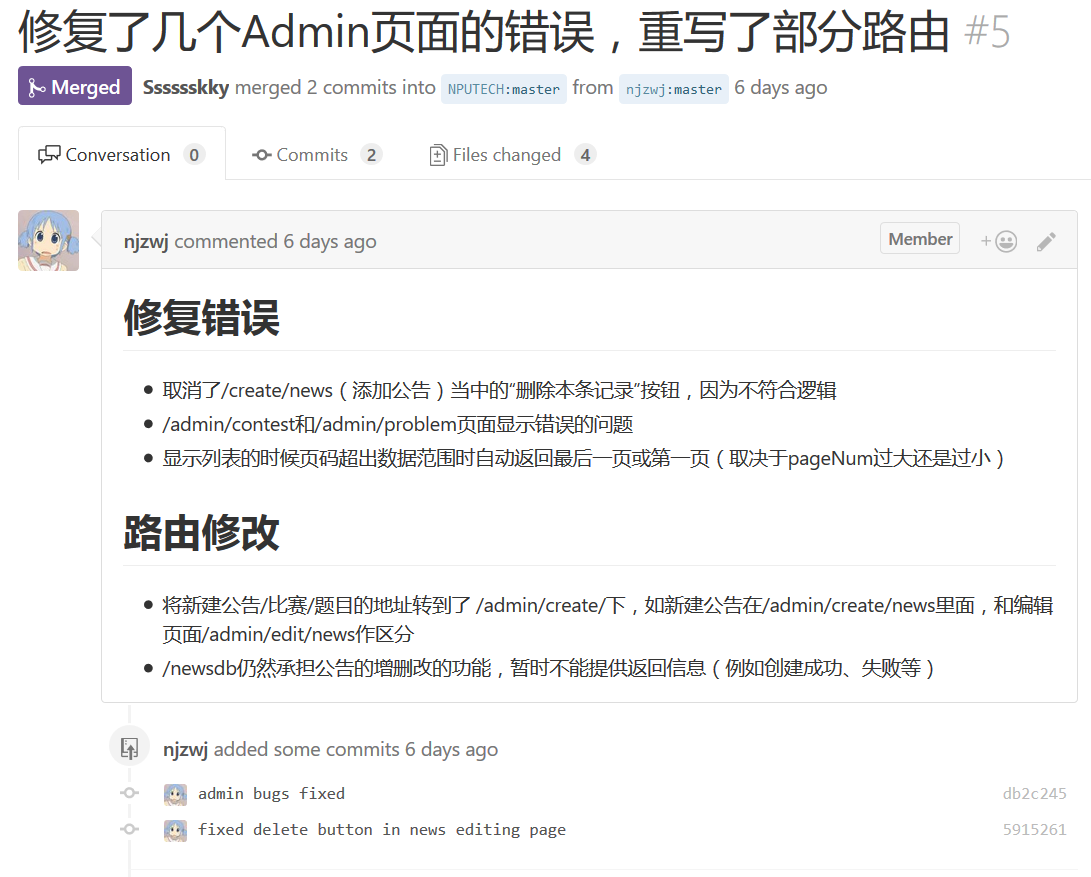 修复了几个Admin页面的错误，重写了部分路由 #5
Merged Sssssskky merged 2 commits into NPUTECH:master from njzwj:master 6 days ago
Conversation 0 Commits 2 Files changed 4
njzwj commented 6 days ago Member +
修复错误
取消了/create/news（添加公告）当中的“删除本条记录”按钮，因为不符合逻辑
/admin/contest和/admin/problem页面显示错误的问题
显示列表的时候页码超出数据范围时自动返回最后一页或第一页（取决于pageNum过大还是过小）
路由修改
将新建公告/比赛/题目的地址转到了 /admin/create/下，如新建公告在/admin/create/news里面，和编辑
页面/admin/edit/news作区分
/newsdb仍然承担公告的增删改的功能，暂时不能提供返回信息（例如创建成功、失败等）
njzwj added some commits 6 days ago
admin bugs fixed db2c245
fixed delete button in news editing page 5915261